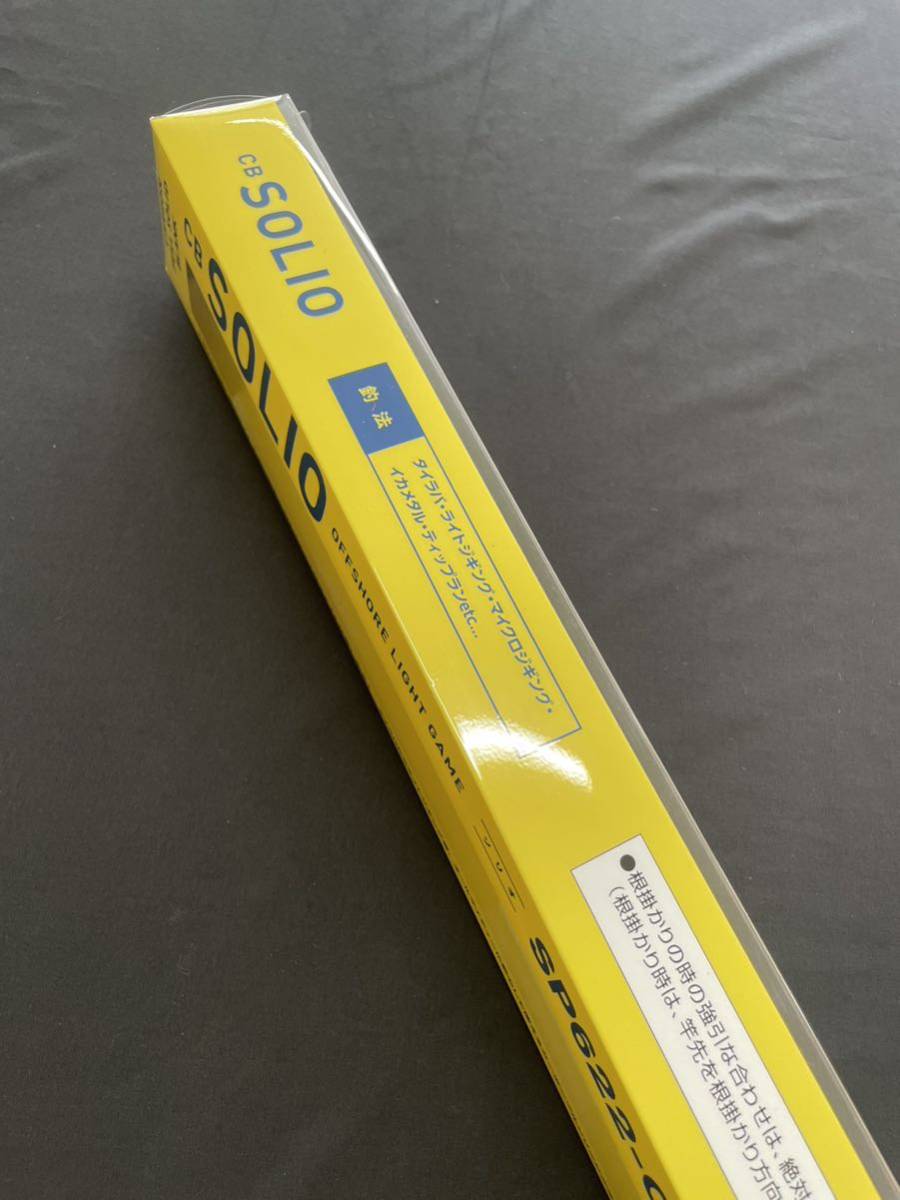 CB SOLIO
釣法
タイラバ・ライトジギング・マイクロジギング・
イカメタル・ティップランetc...
●根掛かりの時の強引な合わせは、絶対
(根掛かり時は、竿先を根掛かり方向
CB SOLIO
OFFSHORE LIGHT GAME
ソリオ
SP622-